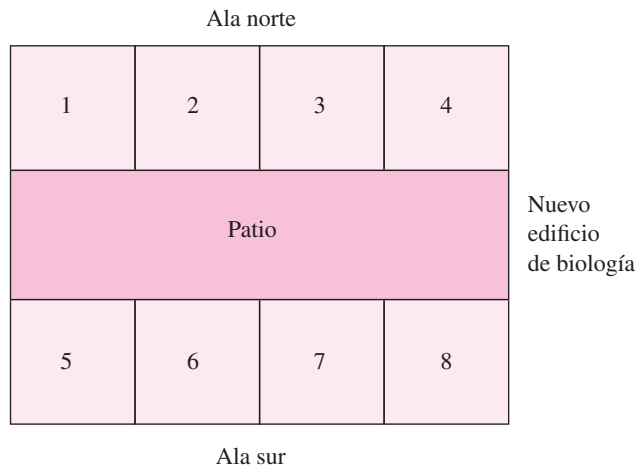 Ala norte
1 2 3 4
Patio
Nuevo
edificio
de biología
5 6 7 8
Ala sur